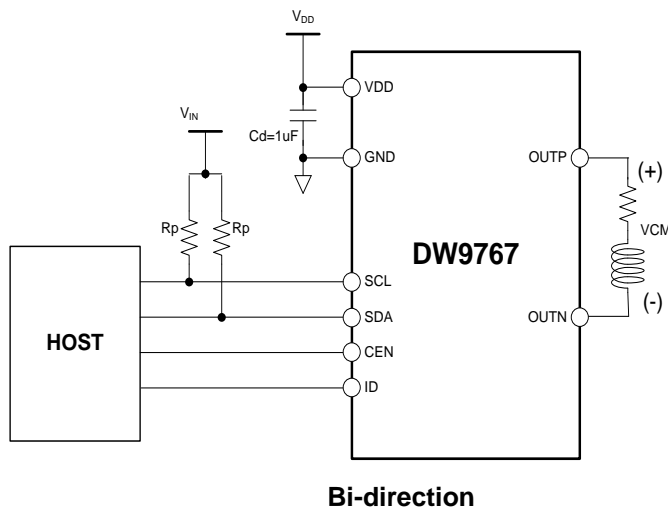 VDD
VDD
VIN
Cd=1uF
GND
OUTP
(+)
Rp
Rp
VCM
DW9767
SCL
(-)
SDA
OUTN
HOST
CEN
ID
Bi-direction